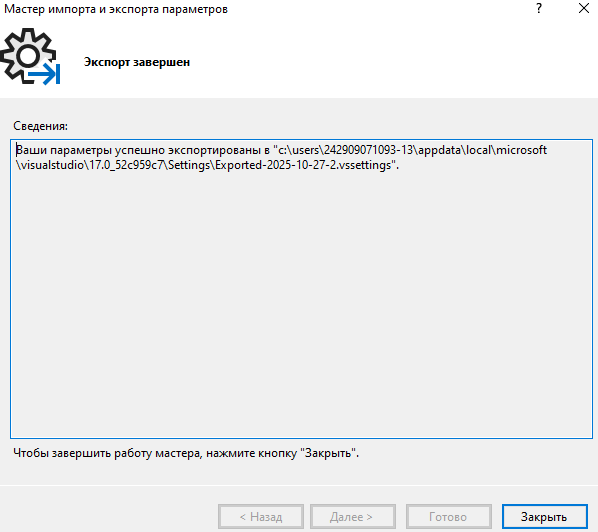 Мастер импорта и экспорта параметров
?
Экспорт завершен
Сведения:
Ваши параметры успешно экспортированы в "c:\users\242909071093-13\appdata\local\microsoft
\visualstudio\17.0_52c959c7\Settings\Exported-2025-10-27-2.vssettings".
Чтобы завершить работу мастера, нажмите кнопку "Закрыть".
< Назад
Далее >
Готово
Закрыть